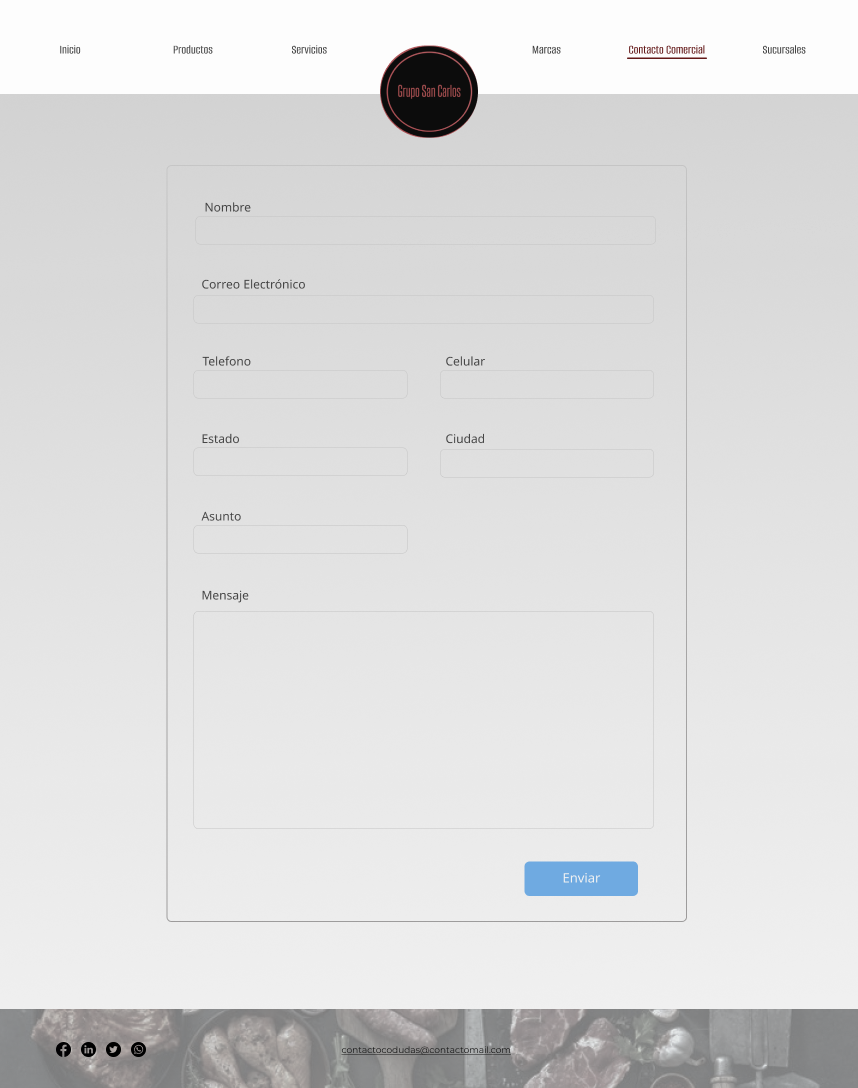 Inicio
Productos
Servicios
Grupo San Carlos
Marcas
Contacto Comercial
Sucursales
Nombre
Correo Electrónico
Telefono
Celular
Estado
Ciudad
Asunto
Mensaje
Enviar
contactocodudas@contactomail.com